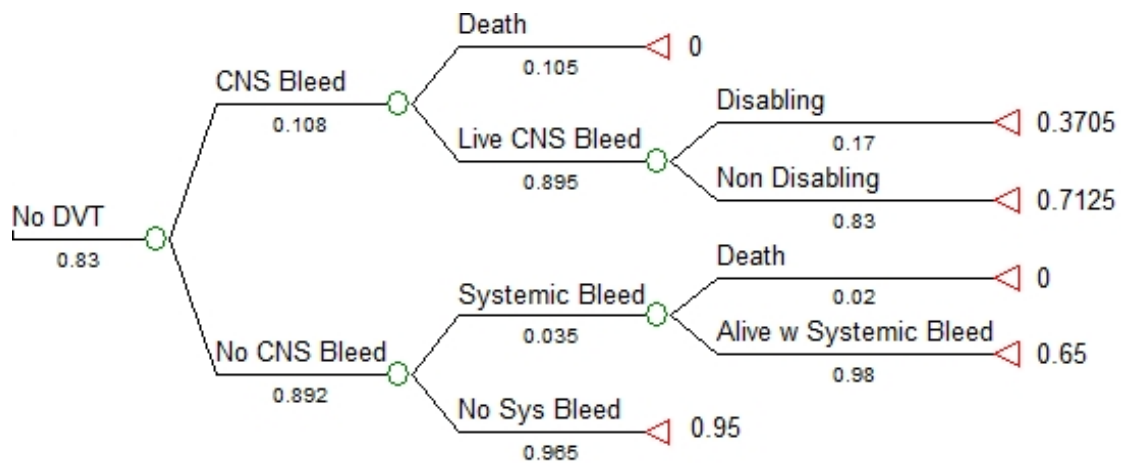 Death
0
0.105
CNS Bleed
0.108
Disabling
0.3705
0.17
Live CNS Bleed
0.895
Non Disabling
0.7125
0.83
No DVT
0.83
Death
0
0.02
Systemic Bleed
0.035
Alive w Systemic Bleed
0.65
0.98
No CNS Bleed
0.892
No Sys Bleed
0.95
0.965